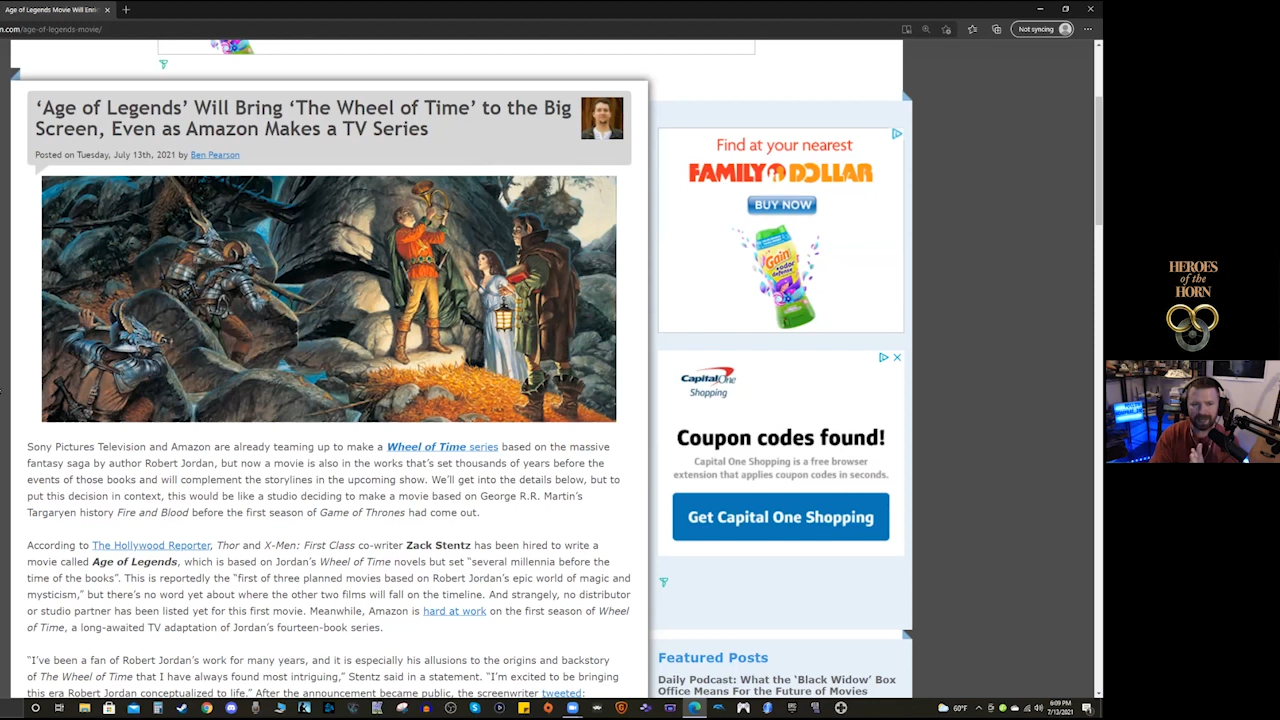 Age of Legends Movie Will Enni
n.com/age-of-legends-movie/
Not syncing
‘Age of Legends’ Will Bring ‘The Wheel of Time’ to the Big
Screen, Even as Amazon Makes a TV Series
Posted on Tuesday, July 13th, 2021 by Ben Pearson
Sony Pictures Television and Amazon are already teaming up to make a Wheel of Time series based on the massive
fantasy saga by author Robert Jordan, but now a movie is also in the works that’s set thousands of years before the
events of those books and will complement the storylines in the upcoming show. We’ll get into the details below, but to
put this decision in context, this would be like a studio deciding to make a movie based on George R.R. Martin’s
Targaryen history Fire and Blood before the first season of Game of Thrones had come out.
According to The Hollywood Reporter, Thor and X-Men: First Class co-writer Zack Stentz has been hired to write a
movie called Age of Legends, which is based on Jordan’s Wheel of Time novels but set “several millennia before the
time of the books”. This is reportedly the “first of three planned movies based on Robert Jordan’s epic world of magic and
mysticism,” but there’s no word yet about where the other two films will fall on the timeline. And strangely, no distributor
or studio partner has been listed yet for this first movie. Meanwhile, Amazon is hard at work on the first season of Wheel
of Time, a long-awaited TV adaptation of Jordan’s fourteen-book series.
“I’ve been a fan of Robert Jordan’s work for many years, and it is especially his allusions to the origins and backstory
of The Wheel of Time that I have always found most intriguing,” Stentz said in a statement. “I’m excited to be bringing
this era Robert Jordan conceptualized to life.” After the announcement became public, the screenwriter tweeted:
Find at your nearest
FAMILY DOLLAR
BUY NOW
Gain
odor
defense
Capital One
Shopping
Coupon codes found!
Capital One Shopping is a free browser
extension that applies coupon codes in seconds.
Get Capital One Shopping
Featured Posts
Daily Podcast: What the ‘Black Widow’ Box
Office Means For the Future of Movies
HEROES
of the
HORN
60°F
6:09 PM
7/13/2021